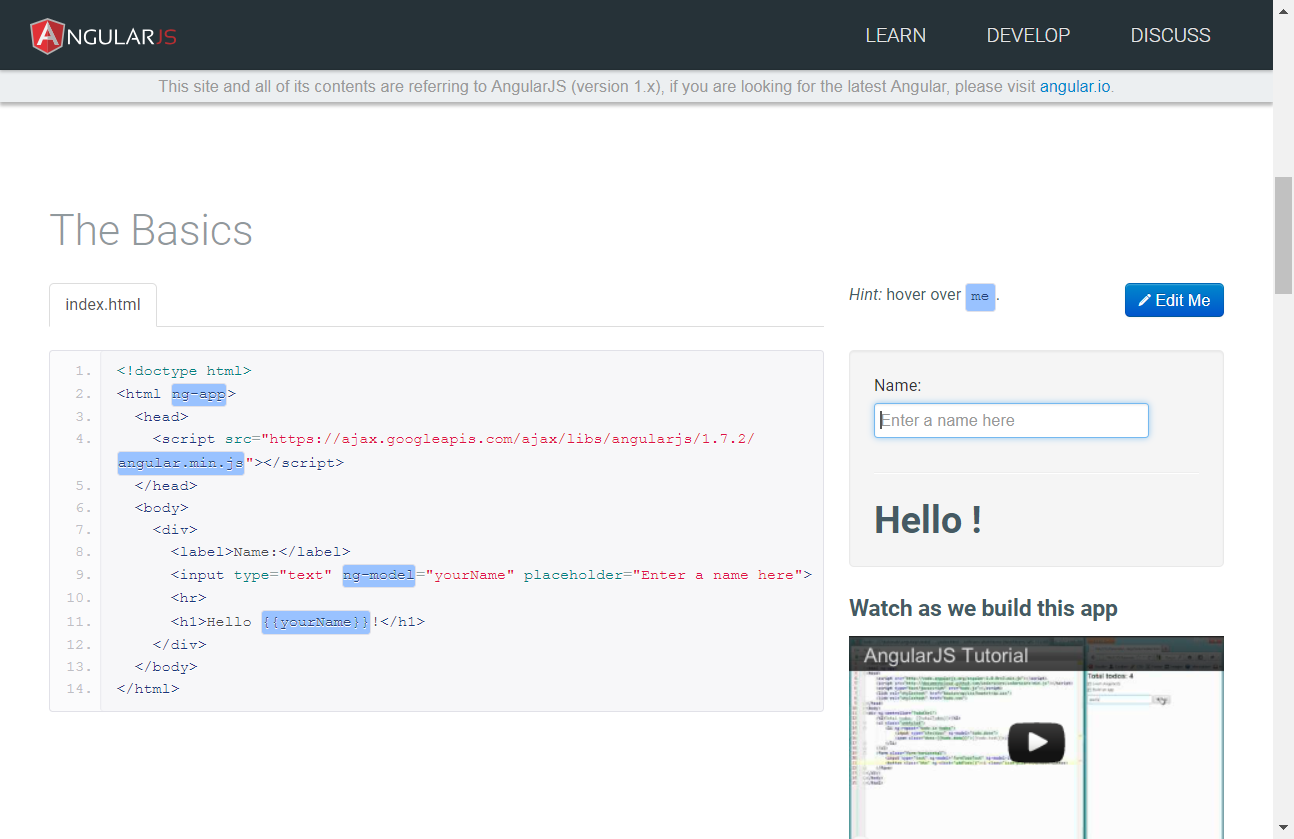 ANGULARJS
LEARN DEVELOP DISCUSS
This site and all of its contents are referring to AngularJS (version 1.x), if you are looking for the latest Angular, please visit angular.io.
The Basics
index.html
1. <!doctype html>
2. <html ng-app>
3. <head>
4. <script src="https://ajax.googleapis.com/ajax/libs/angularjs/1.7.2/
angular.min.js"></script>
5. </head>
6. <body>
7. <div>
8. <label>Name:</label>
9. <input type="text" ng-model="yourName" placeholder="Enter a name here">
10. <hr>
11. <h1>Hello {{yourName}}!</h1>
12. </div>
13. </body>
14. </html>
Hint: hover over me.
Edit Me
Name:
Enter a name here
Hello !
Watch as we build this app
AngularJS Tutorial
Total todos: 4